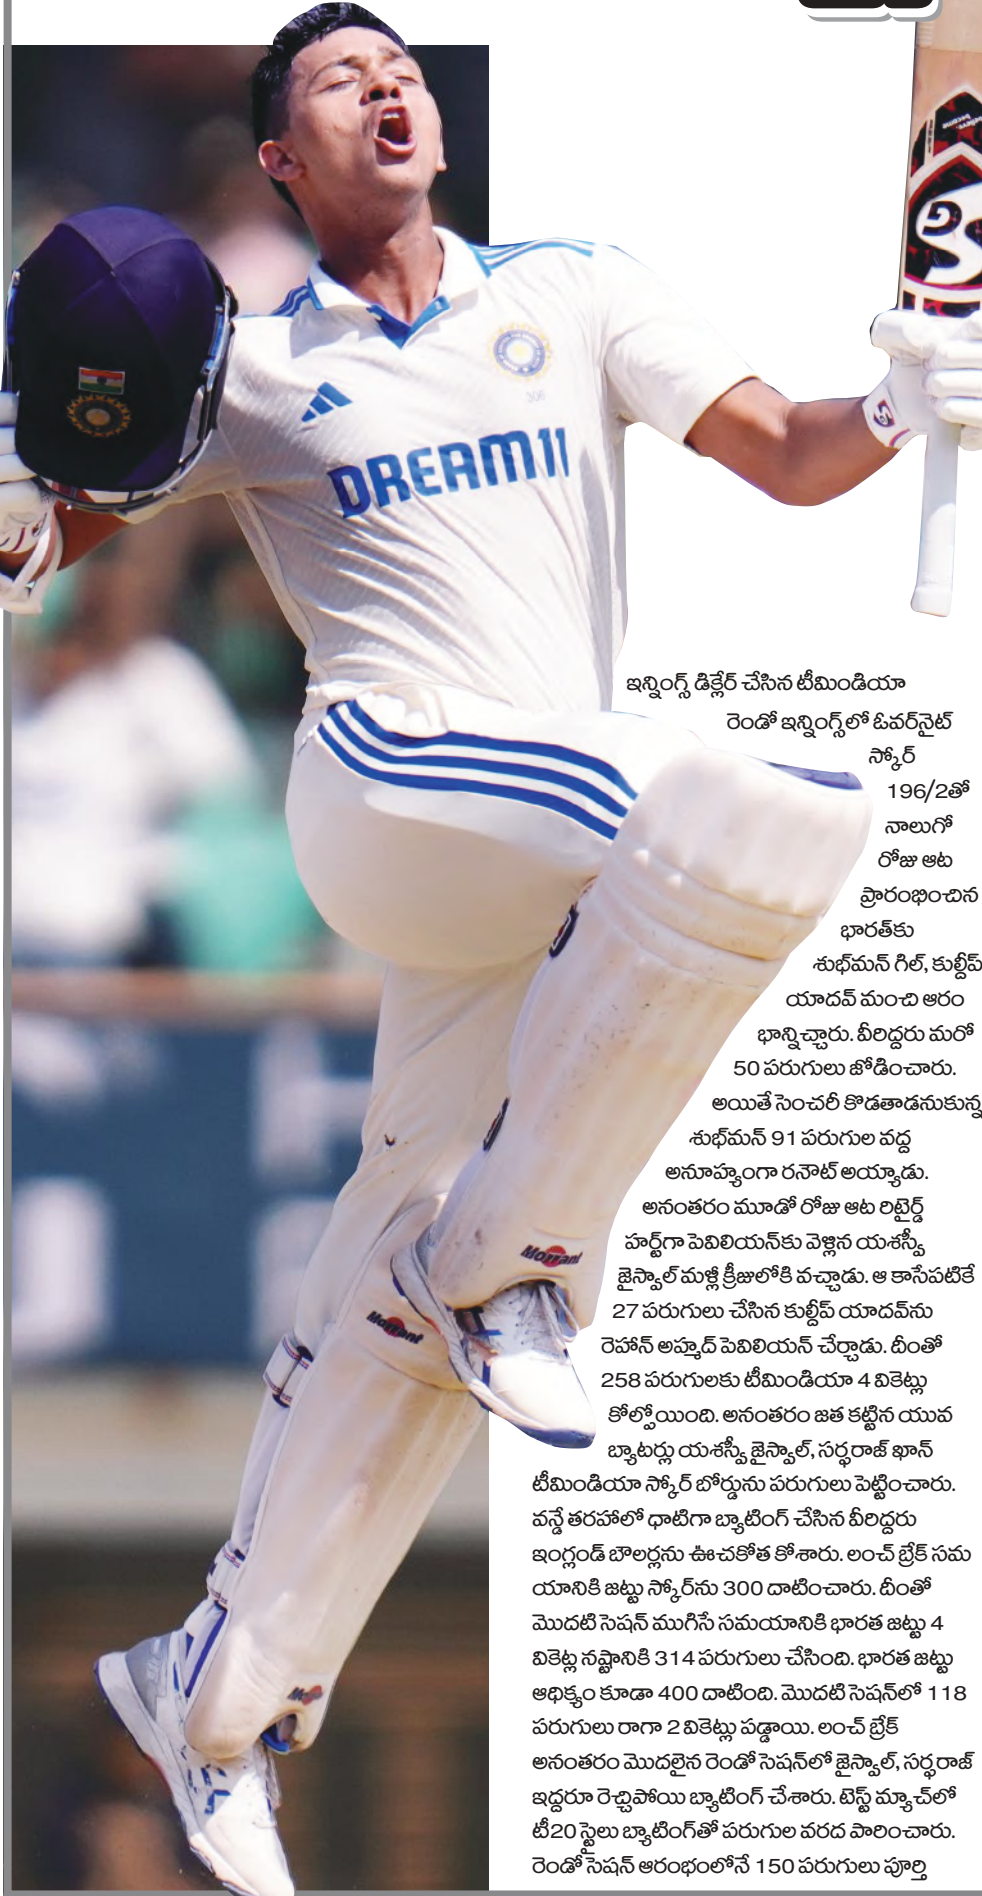 SG
306
DREAM11
Morrant
Morrant
Morrant
ఇన్నింగ్స్ డిక్లేర్ చేసిన టీమిండియా
రెండో ఇన్నింగ్స్‌లో ఓవర్‌నైట్
స్కోర్
196/2తో
నాలుగో
రోజు ఆట
ప్రారంభించిన
భారత్‌కు
శుభ్‌మన్ గిల్, కుల్దీప్
యాదవ్ మంచి ఆరం
భాన్నిచ్చారు. వీరిద్దరు మరో
50 పరుగులు జోడించారు.
అయితే సెంచరీ కొడతాడనుకున్న
శుభ్‌మన్ 91 పరుగుల వద్ద
అనూహ్యంగా రనౌట్ అయ్యాడు.
అనంతరం మూడో రోజు ఆట రిటైర్డ్
హర్ట్‌గా పెవిలియన్‌కు వెళ్లిన యశస్వీ
జైస్వాల్ మళ్లీ క్రీజులోకి వచ్చాడు. ఆ కాసేపటికే
27 పరుగులు చేసిన కుల్దీప్ యాదవ్‌ను
రెహాన్ అహ్మద్ పెవిలియన్ చేర్చాడు. దీంతో
258 పరుగులకు టీమిండియా 4 వికెట్లు
కోల్పోయింది. అనంతరం జత కట్టిన యువ
బ్యాటర్లు యశస్వీ జైస్వాల్, సర్ఫరాజ్ ఖాన్
టీమిండియా స్కోర్ బోర్డును పరుగులు పెట్టించారు.
వన్డే తరహాలో ధాటిగా బ్యాటింగ్ చేసిన వీరిద్దరు
ఇంగ్లండ్ బౌలర్లను ఊచకోత కోశారు. లంచ్ బ్రేక్ సమ
యానికి జట్టు స్కోర్‌ను 300 దాటించారు. దీంతో
మొదటి సెషన్ ముగిసే సమయానికి భారత జట్టు 4
వికెట్ల నష్టానికి 314 పరుగులు చేసింది. భారత జట్టు
ఆధిక్యం కూడా 400 దాటింది. మొదటి సెషన్‌లో 118
పరుగులు రాగా 2 వికెట్లు పడ్డాయి. లంచ్ బ్రేక్
అనంతరం మొదలైన రెండో సెషన్‌లో జైస్వాల్, సర్ఫరాజ్
ఇద్దరూ రెచ్చిపోయి బ్యాటింగ్ చేశారు. టెస్ట్ మ్యాచ్‌లో
టీ20 స్టైలు బ్యాటింగ్‌తో పరుగుల వరద పారించారు.
రెండో సెషన్ ఆరంభంలోనే 150 పరుగులు పూర్తి